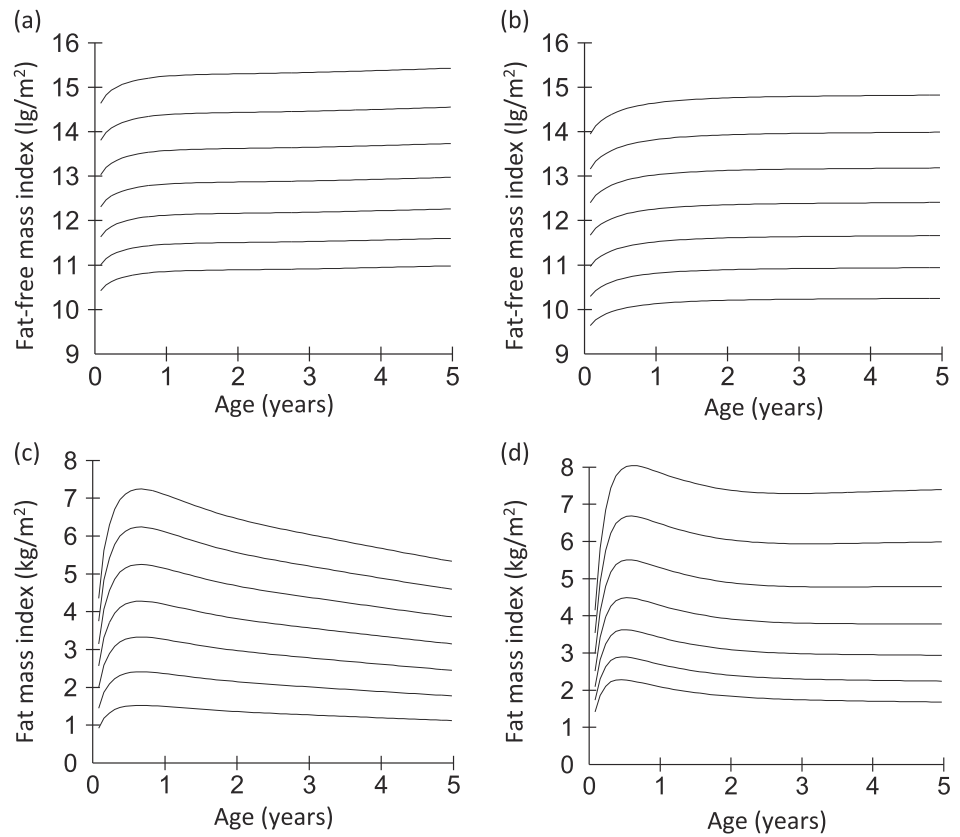 (a)
16
15
14
13
12
11
10
9
Fat-free mass index (lg/m²)
0 1 2 3 4 5
Age (years)
(b)
16
15
14
13
12
11
10
9
Fat-free mass index (lg/m²)
0 1 2 3 4 5
Age (years)
(c)
8
7
6
5
4
3
2
1
0
Fat mass index (kg/m²)
0 1 2 3 4 5
Age (years)
(d)
8
7
6
5
4
3
2
1
0
Fat mass index (kg/m²)
0 1 2 3 4 5
Age (years)